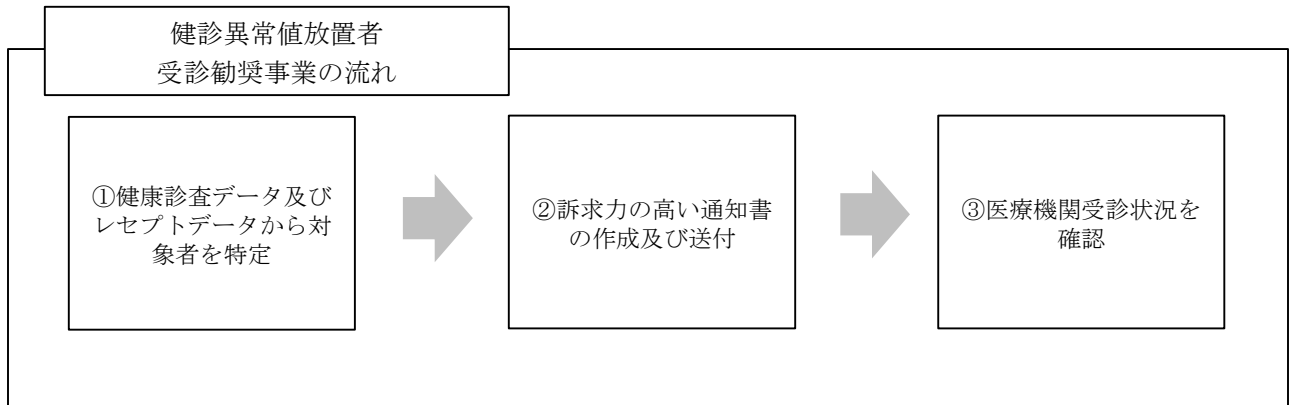 健診異常値放置者
受診勧奨事業の流れ
①健康診査データ及び
レセプトデータから対
象者を特定
②訴求力の高い通知書
の作成及び送付
③医療機関受診状況を
確認